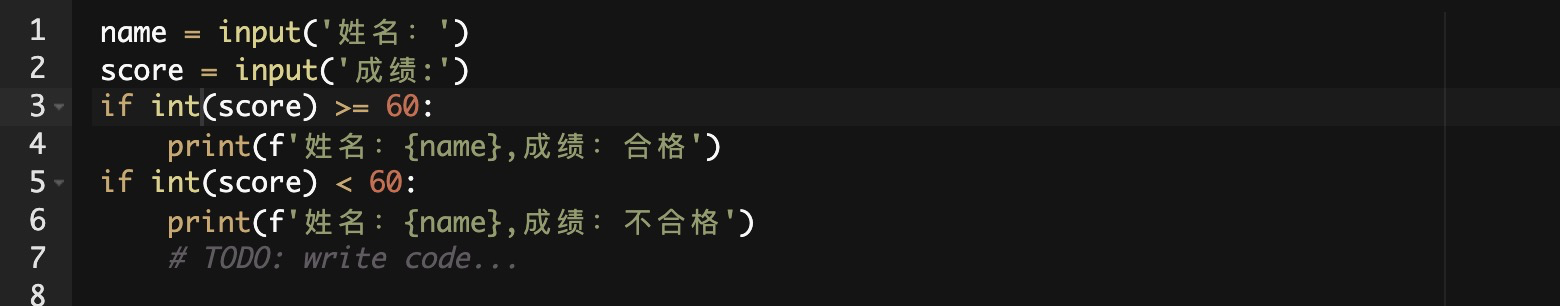 1 name = input('姓名：')
2 score = input('成绩:')
3 if int(score) >= 60:
4     print(f'姓名：{name},成绩：合格')
5 if int(score) < 60:
6     print(f'姓名：{name},成绩：不合格')
7     # TODO: write code...
8